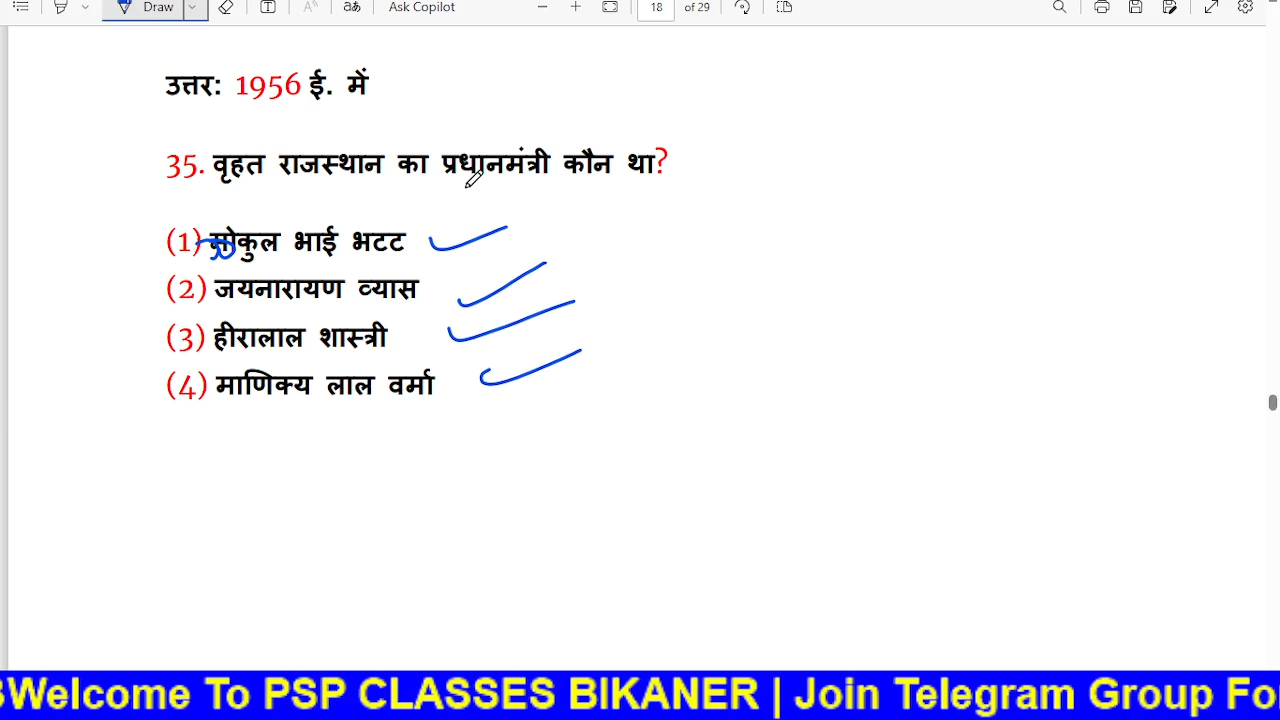 Draw
Ask Copilot
18 of 29
उत्तर: 1956 ई. में
35. वृहत राजस्थान का प्रधानमंत्री कौन था?
(1) कुल भाई भटट
(2) जयनारायण व्यास
(3) हीरालाल शास्त्री
(4) माणिक्य लाल वर्मा
Welcome To PSP CLASSES BIKANER | Join Telegram Group Fo